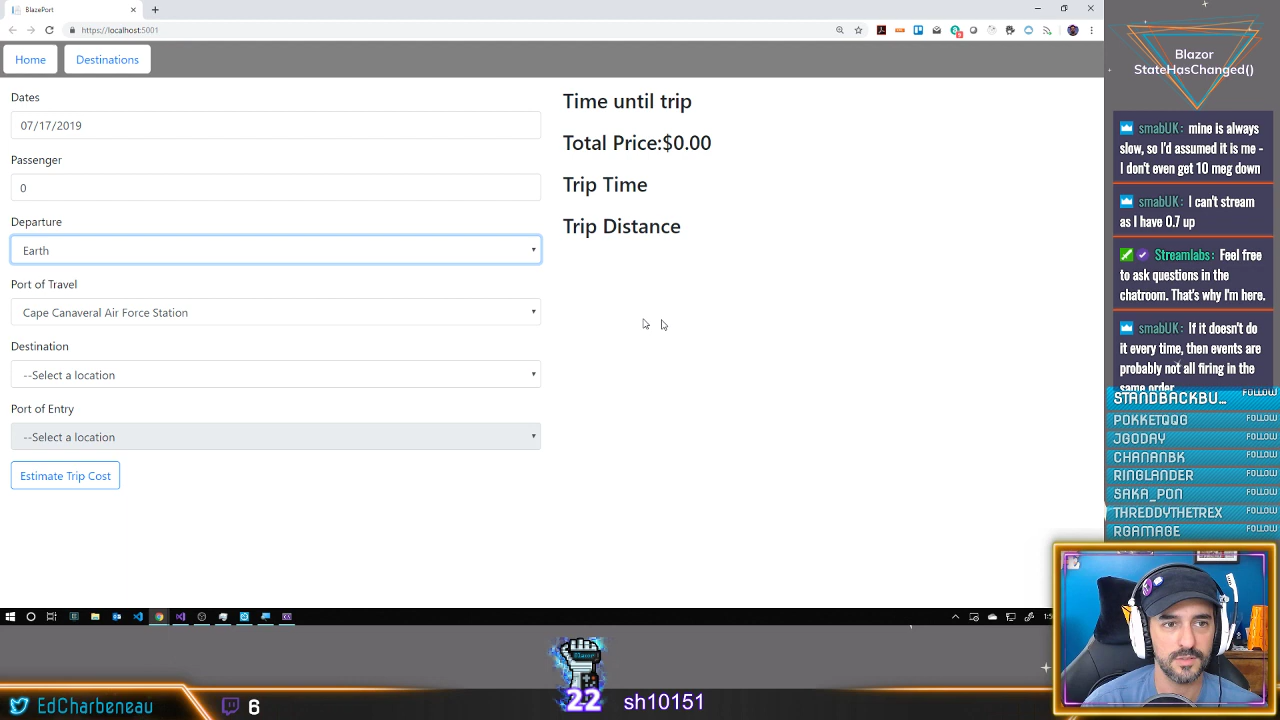 BlazePort
https://localhost:5001
Home
Destinations
Dates
07/17/2019
Passenger
0
Departure
Earth
Port of Travel
Cape Canaveral Air Force Station
Destination
--Select a location
Port of Entry
--Select a location
Estimate Trip Cost
Time until trip
Total Price:$0.00
Trip Time
Trip Distance
Blazor
StateHasChanged()
smabUK: mine is always
slow, so I'd assumed it is me -
I don't even get 10 meg down
smabUK: I can't stream
as I have 0.7 up
Streamlabs: Feel free
to ask questions in the
chatroom. That's why I'm here.
smabUK: If it doesn't do
it every time, then events are
probably not all firing in the
same order
STANDBACKBU... FOLLOW
POKKETQQG FOLLOW
JGODAY FOLLOW
CHANANBK FOLLOW
RINGLANDER FOLLOW
SAKA_PON FOLLOW
THREDDYTHETREX FOLLOW
RGAMAGE FOLLOW
EdCharbeneau
6
Blazor
22
sh10151